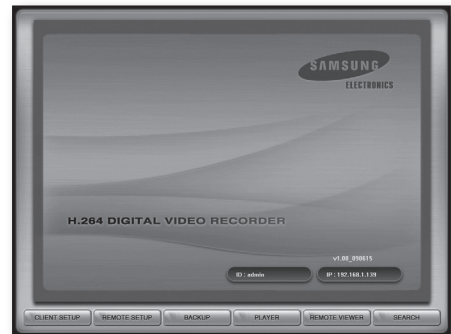 SAMSUNG
ELECTRONICS
H.264 DIGITAL VIDEO RECORDER
v1.00_090615
ID : admin
IP : 192.168.1.139
CLIENT SETUP
REMOTE SETUP
BACKUP
PLAYER
REMOTE VIEWER
SEARCH